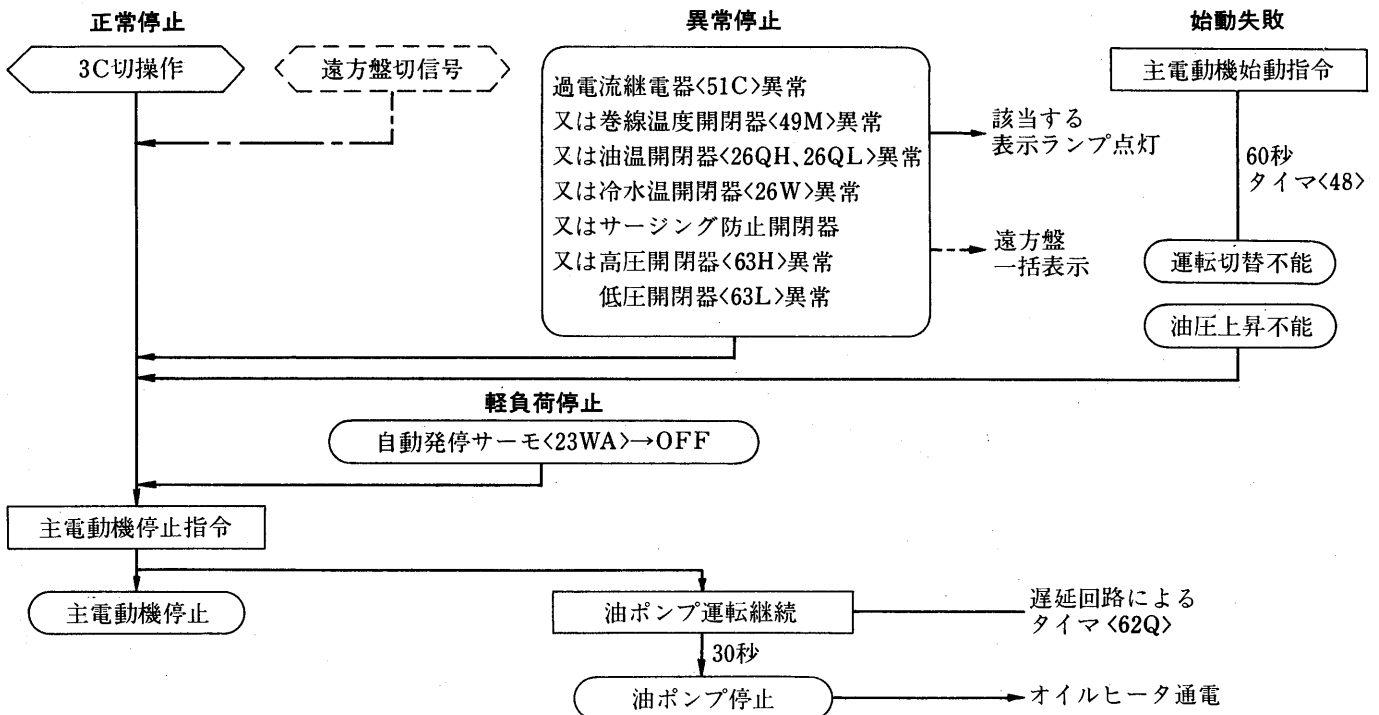 正常停止
3C切操作
遠方盤切信号
異常停止
過電流継電器<51C>異常
又は巻線温度開閉器<49M>異常
又は油温開閉器<26QH、26QL>異常
又は冷水温開閉器<26W>異常
又はサージング防止開閉器
又は高圧開閉器<63H>異常
低圧開閉器<63L>異常
該当する
表示ランプ点灯
遠方盤
一括表示
始動失敗
主電動機始動指令
60秒
タイマ<48>
運転切替不能
油圧上昇不能
軽負荷停止
自動発停サーモ<23WA>→OFF
主電動機停止指令
主電動機停止
油ポンプ運転継続
遅延回路による
タイマ<62Q>
30秒
油ポンプ停止
オイルヒータ通電